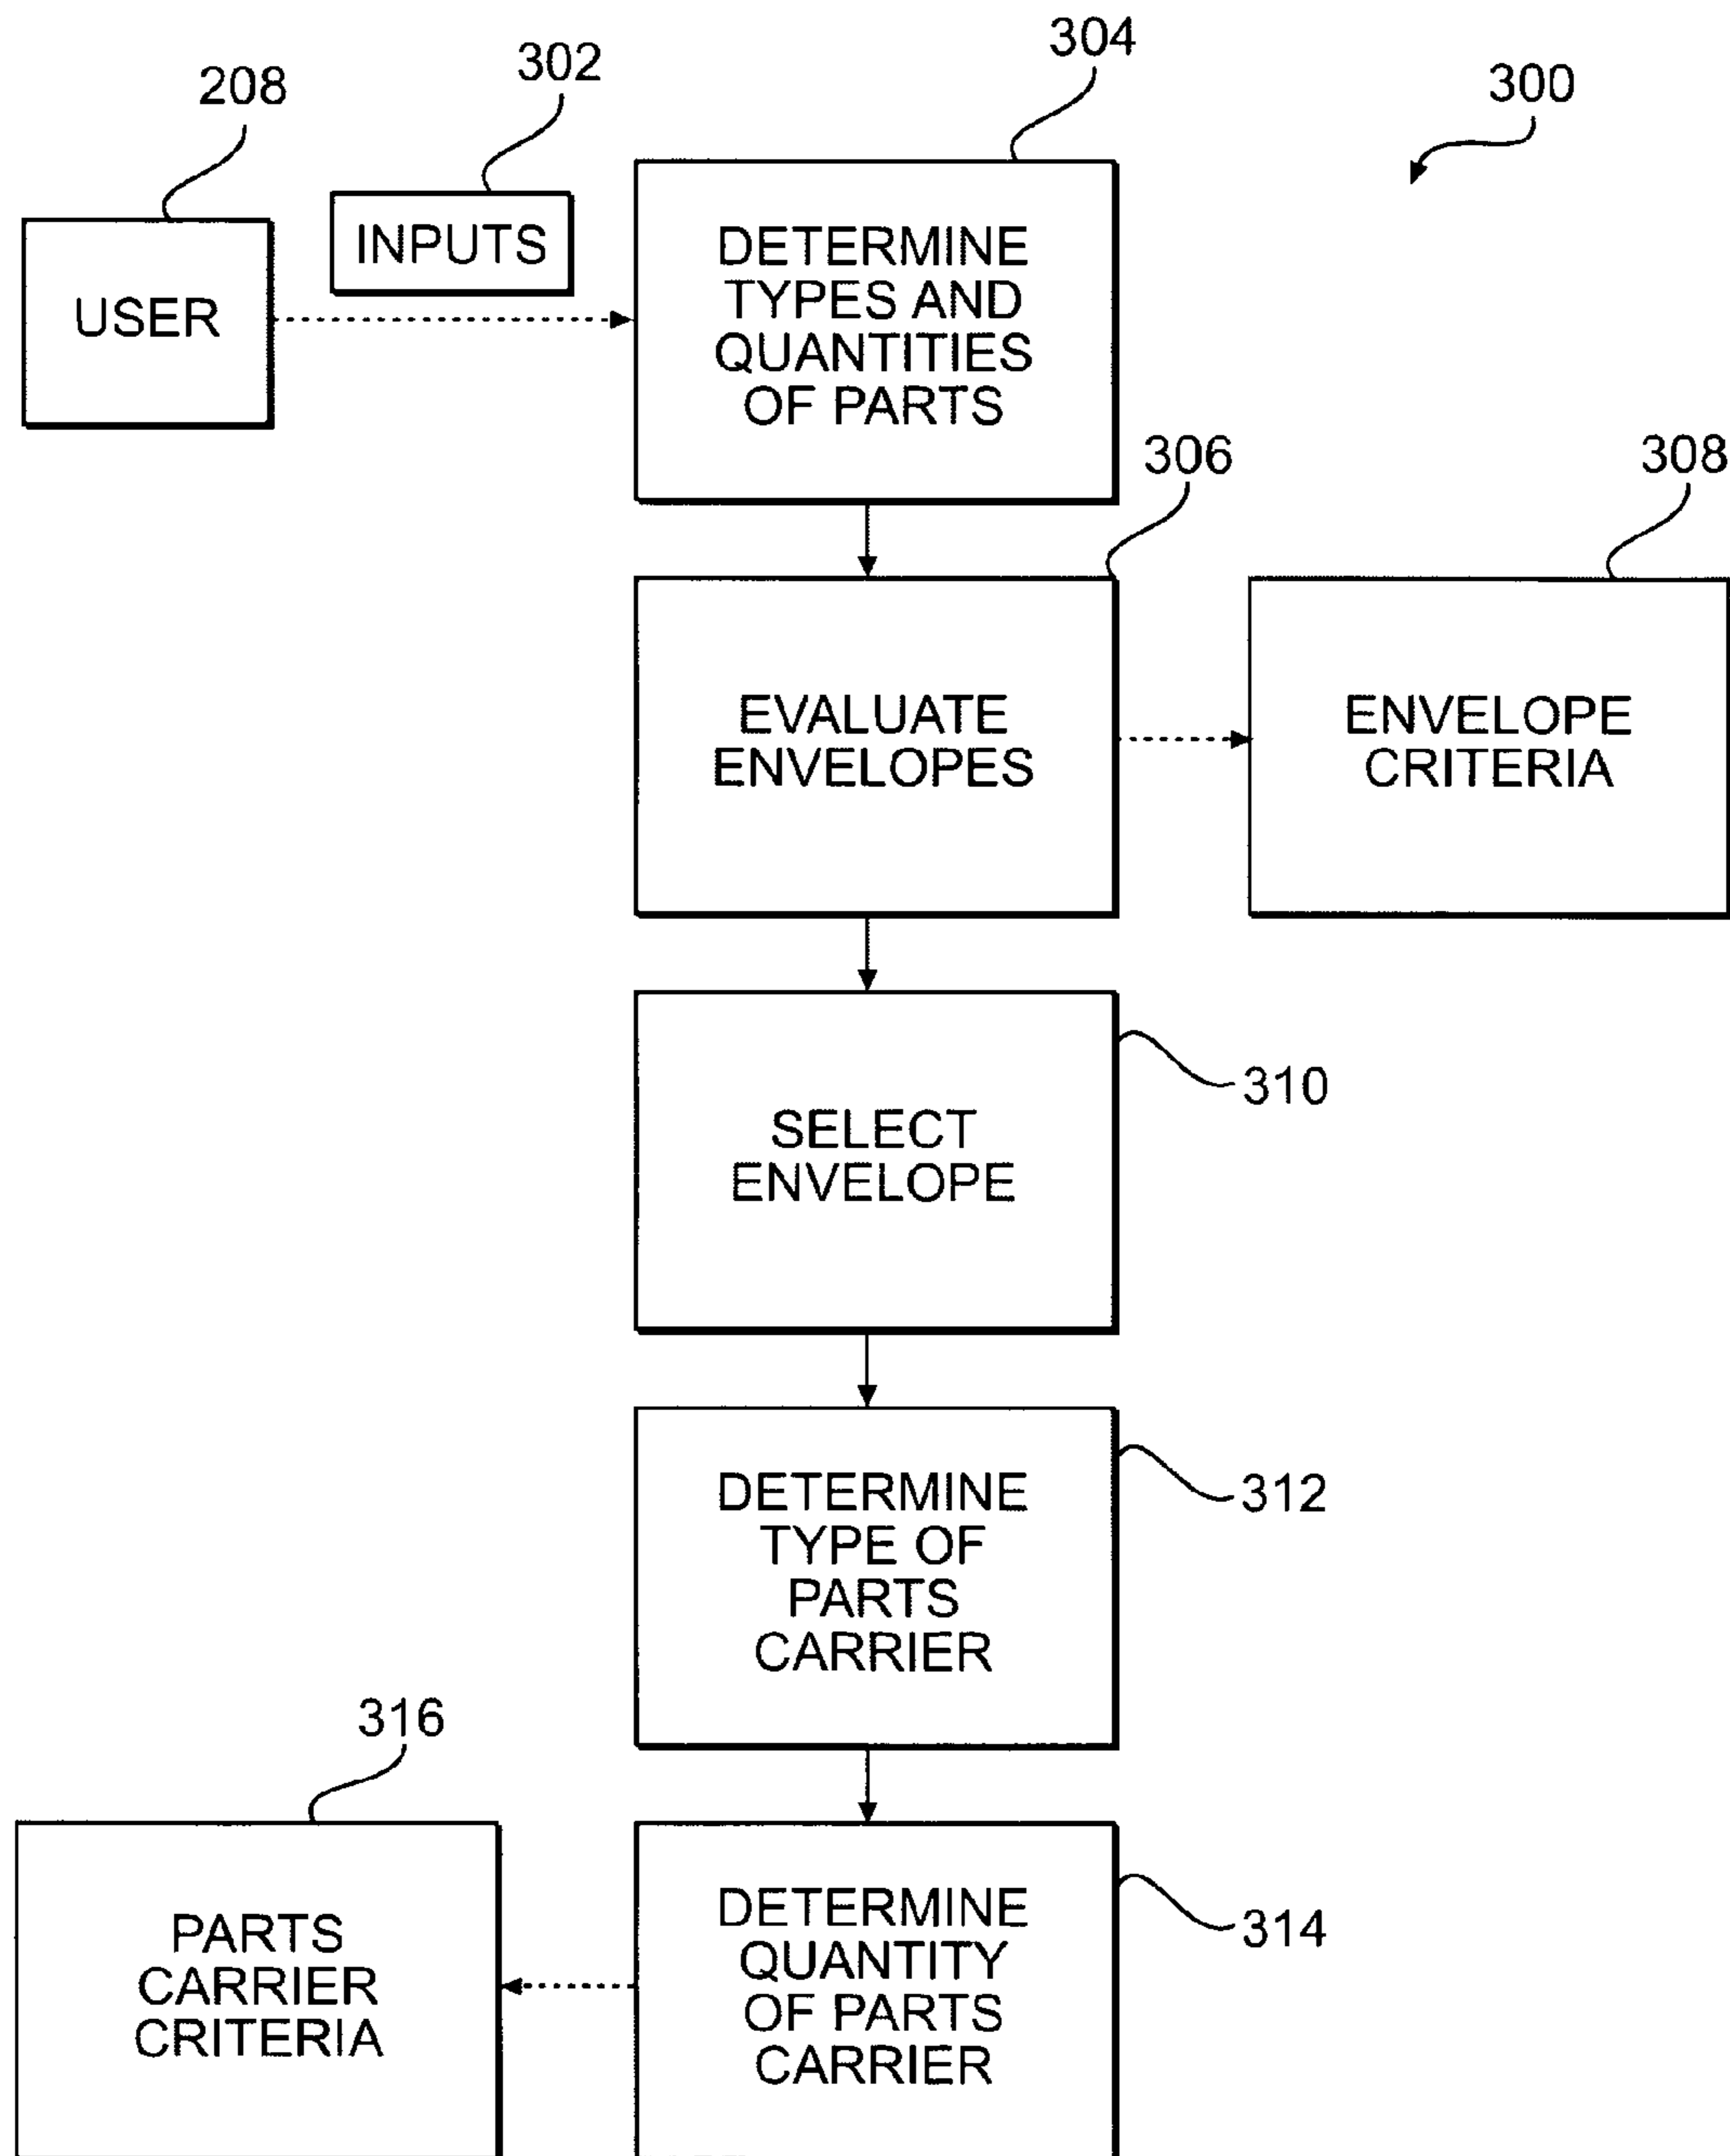 304
302
300
208
INPUTS
USER
DETERMINE
TYPES AND
QUANTITIES
OF PARTS
306
308
EVALUATE
ENVELOPES
ENVELOPE
CRITERIA
310
SELECT
ENVELOPE
312
DETERMINE
TYPE OF
PARTS
CARRIER
316
314
PARTS
CARRIER
CRITERIA
DETERMINE
QUANTITY
OF PARTS
CARRIER